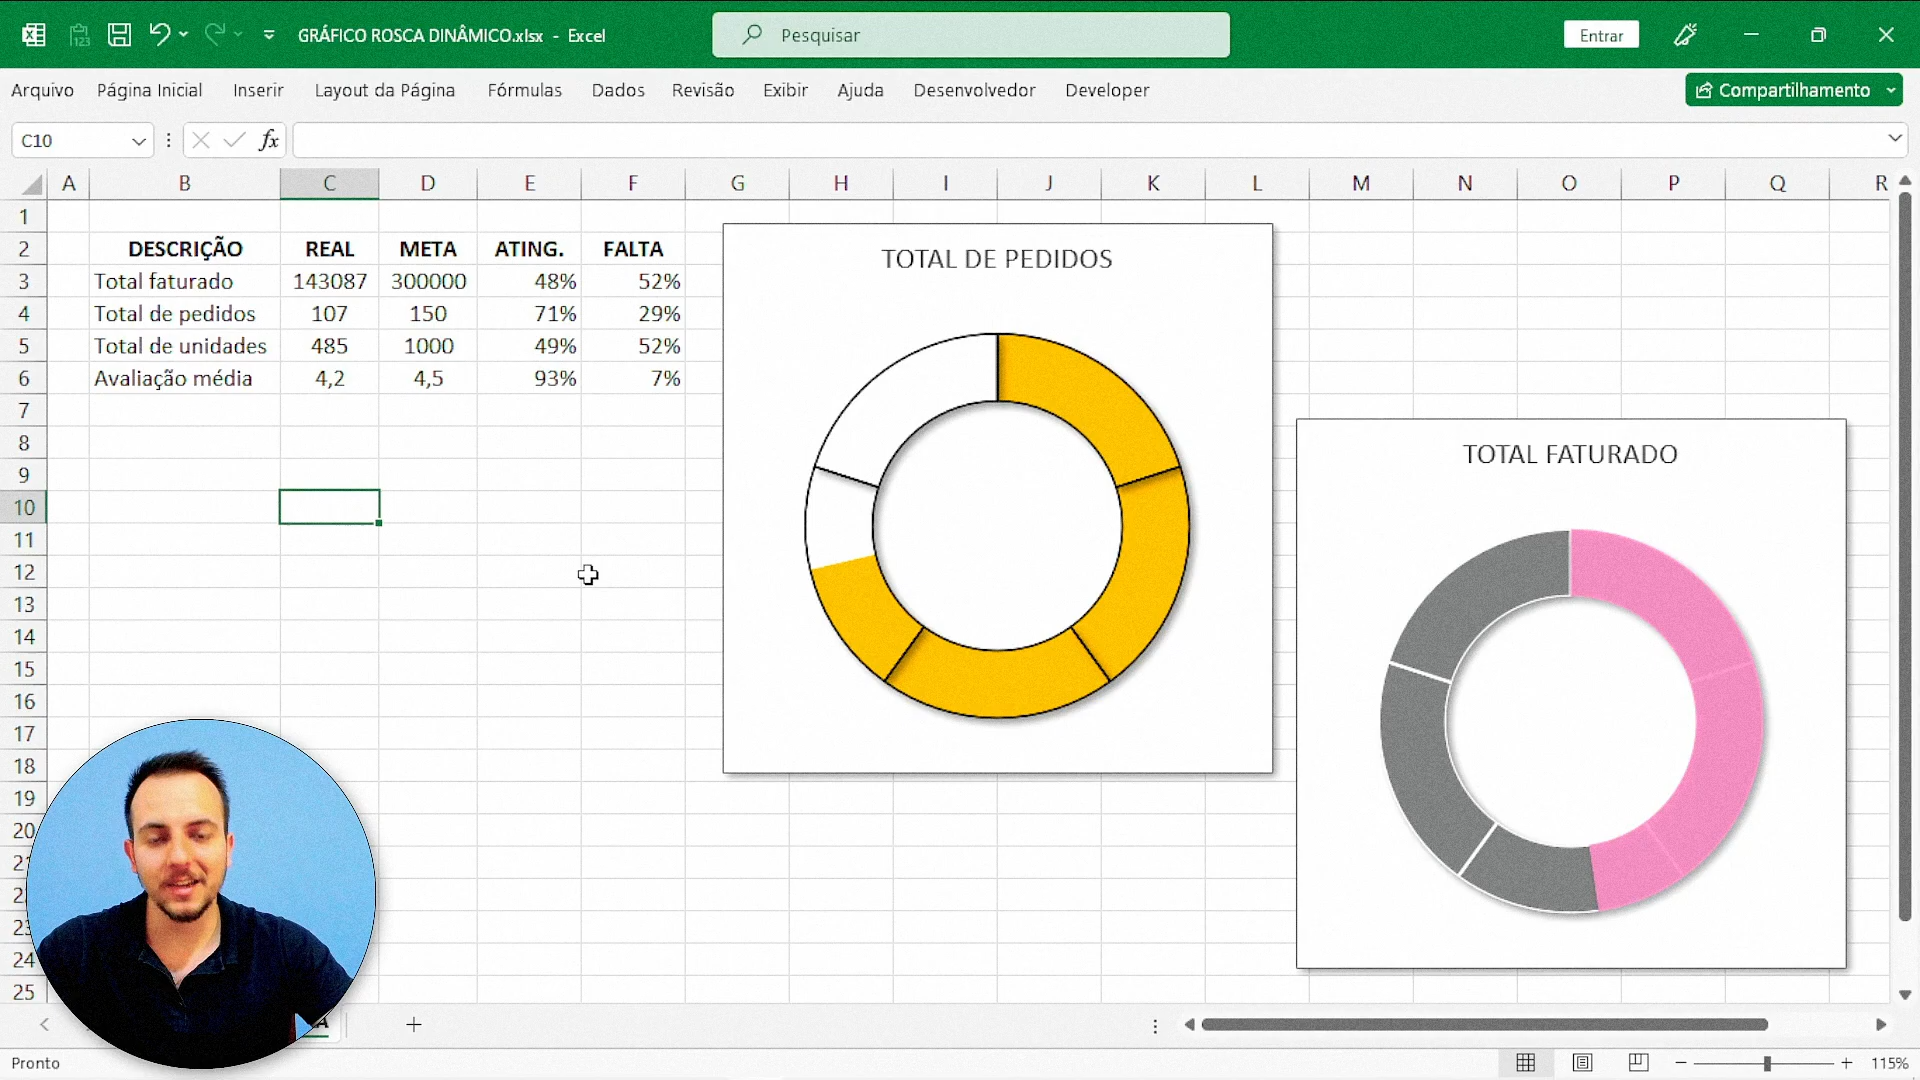 GRÁFICO ROSCA DINÂMICO.xlsx - Excel
Pesquisar
Entrar
Arquivo Página Inicial Inserir Layout da Página Fórmulas Dados Revisão Exibir Ajuda Desenvolvedor Developer
Compartilhamento
C10
fx
A B C D E F G H I J K L M N O P Q R
1
2 DESCRIÇÃO REAL META ATING. FALTA
3 Total faturado 143087 300000 48% 52%
4 Total de pedidos 107 150 71% 29%
5 Total de unidades 485 1000 49% 52%
6 Avaliação média 4,2 4,5 93% 7%
7
8
9
10
11
12
13
14
15
16
17
18
19
20
24
25
TOTAL DE PEDIDOS
TOTAL FATURADO
Pronto
115%